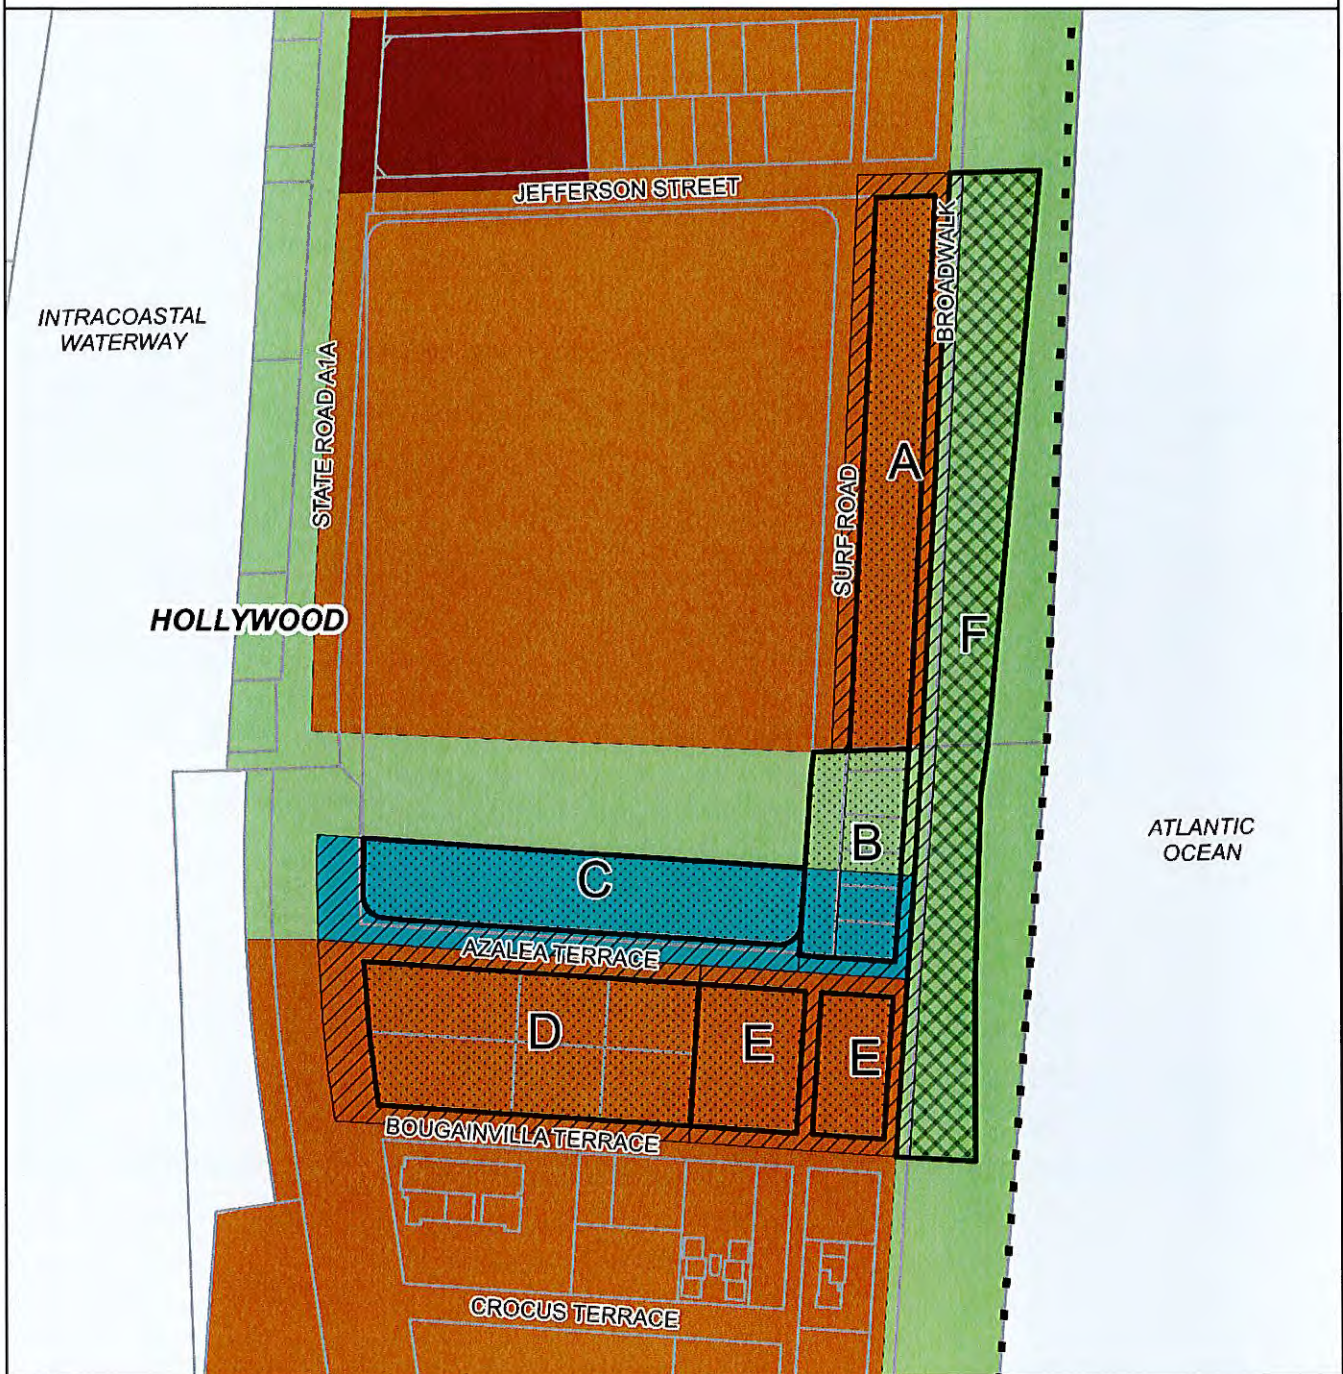 JEFFERSON STREET
BROADWALK
INTRACOASTAL
WATERWAY
STATE ROAD A1A
A
SURF ROAD
HOLLYWOOD
F
ATLANTIC
OCEAN
B
C
AZALEA TERRACE
D
E
E
BOUGAINVILLA TERRACE
CROCUS TERRACE